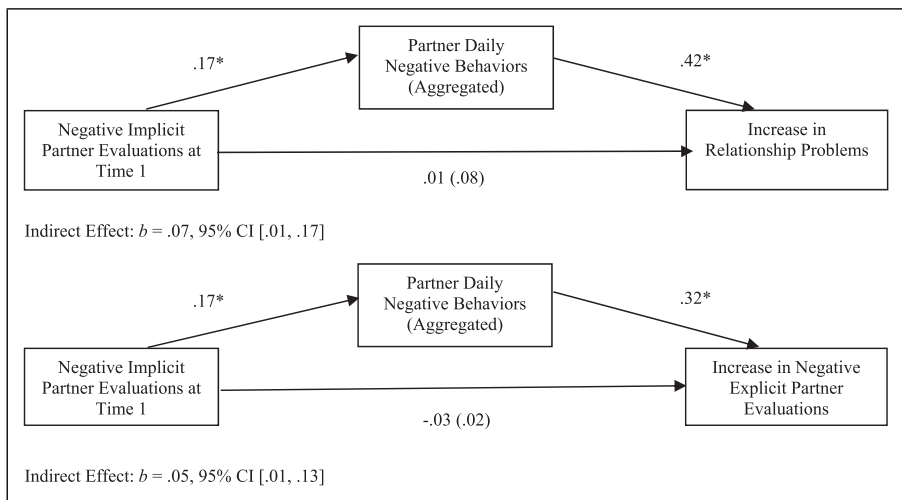 Partner Daily
Negative Behaviors
(Aggregated)
.17*
.42*
Negative Implicit
Partner Evaluations at
Time 1
Increase in
Relationship Problems
.01 (.08)
Indirect Effect: b = .07, 95% CI [.01, .17]
Partner Daily
Negative Behaviors
(Aggregated)
.17*
.32*
Negative Implicit
Partner Evaluations at
Time 1
Increase in Negative
Explicit Partner
Evaluations
-.03 (.02)
Indirect Effect: b = .05, 95% CI [.01, .13]